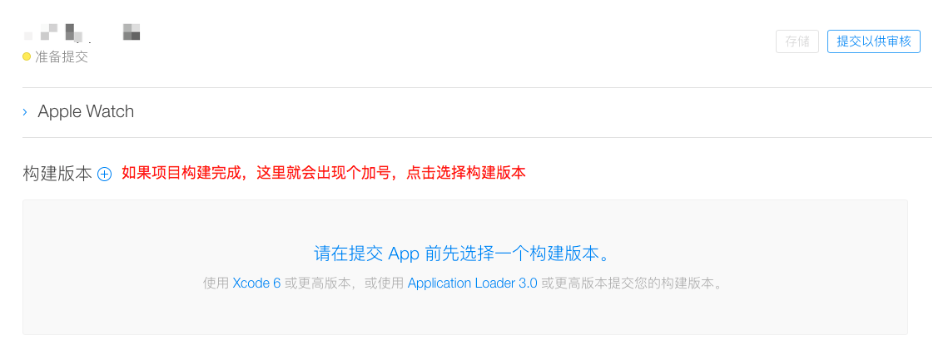 准备提交
存储
提交以供审核
Apple Watch
构建版本 如果项目构建完成，这里就会出现个加号，点击选择构建版本
请在提交 App 前先选择一个构建版本。
使用 Xcode 6 或更高版本，或使用 Application Loader 3.0 或更高版本提交您的构建版本。